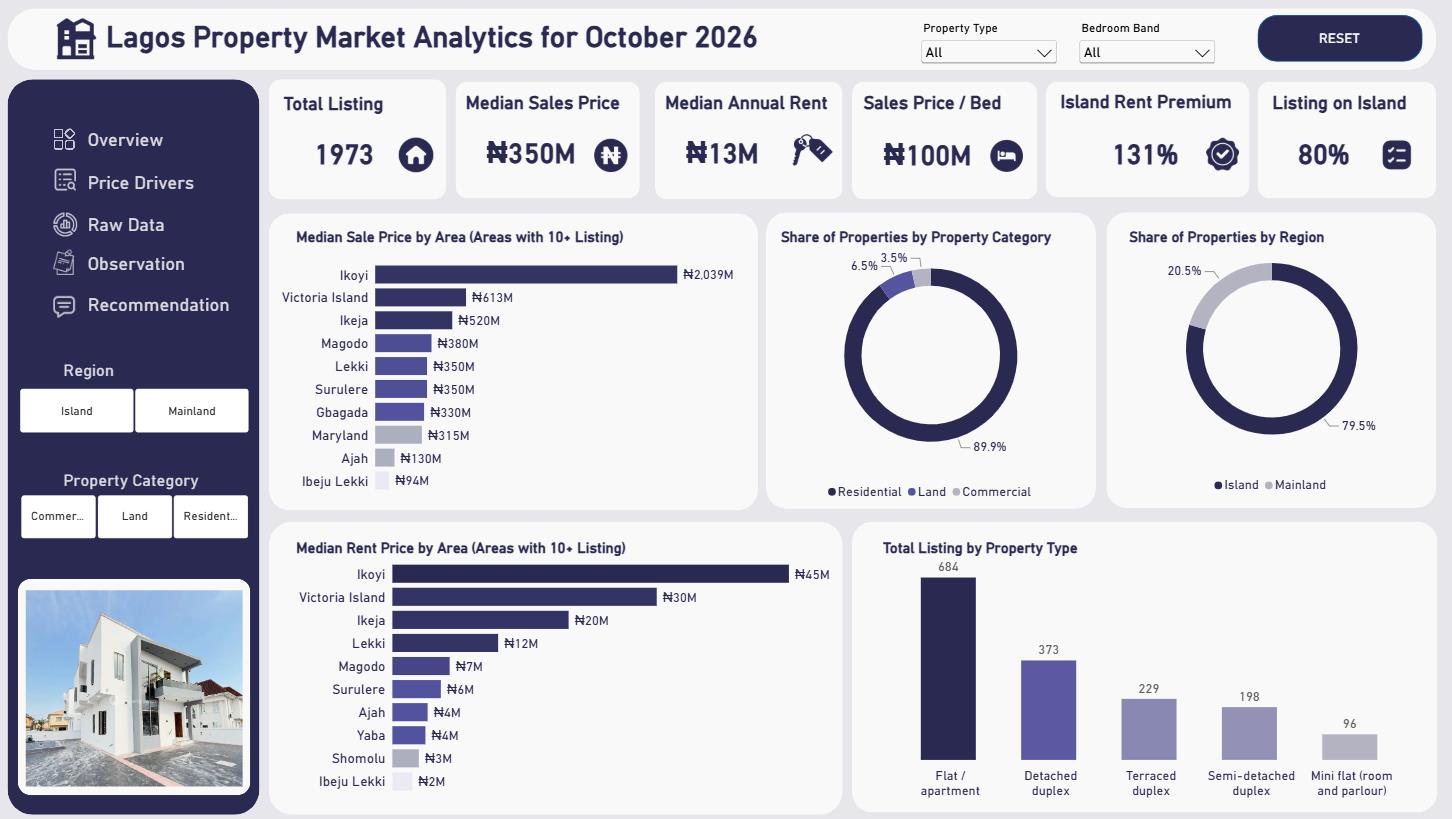 Lagos Property Market Analytics for October 2026
Property Type
All
Bedroom Band
All
RESET
Overview
Price Drivers
Raw Data
Observation
Recommendation
Region
Island
Mainland
Property Category
Commer...
Land
Resident...
Total Listing
1973
Median Sales Price
₦350M
₦
Median Annual Rent
₦13M
Sales Price / Bed
₦100M
Island Rent Premium
131%
Listing on Island
80%
Median Sale Price by Area (Areas with 10+ Listing)
Ikoyi ₦2,039M
Victoria Island ₦613M
Ikeja ₦520M
Magodo ₦380M
Lekki ₦350M
Surulere ₦350M
Gbagada ₦330M
Maryland ₦315M
Ajah ₦130M
Ibeju Lekki ₦94M
Share of Properties by Property Category
3.5%
6.5%
89.9%
Residential Land Commercial
Share of Properties by Region
20.5%
79.5%
Island Mainland
Median Rent Price by Area (Areas with 10+ Listing)
Ikoyi ₦45M
Victoria Island ₦30M
Ikeja ₦20M
Lekki ₦12M
Magodo ₦7M
Surulere ₦6M
Ajah ₦4M
Yaba ₦4M
Shomolu ₦3M
Ibeju Lekki ₦2M
Total Listing by Property Type
684
373
229
198
96
Flat /
apartment
Detached
duplex
Terraced
duplex
Semi-detached
duplex
Mini flat (room
and parlour)